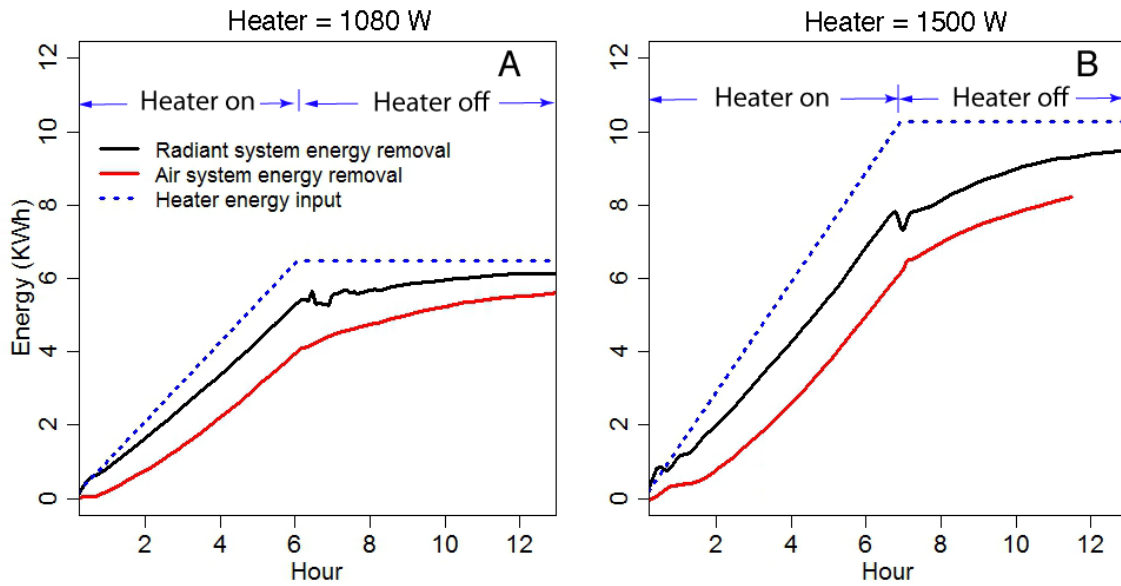 Heater = 1080 W
A
Heater on
Heater off
Radiant system energy removal
Air system energy removal
Heater energy input
Energy (KWh)
0
2
4
6
8
10
12
2 4 6 8 10 12
Hour
Heater = 1500 W
B
Heater on
Heater off
0
2
4
6
8
10
12
2 4 6 8 10 12
Hour